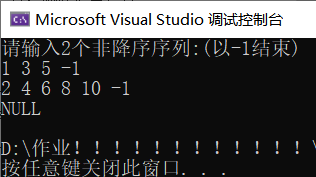 Microsoft Visual Studio 调试控制台
请输入2个非降序序列:(以-1结束)
1 3 5 -1
2 4 6 8 10 -1
NULL
D:\作业!!!!!!!!!!!!!\
按任意键关闭此窗口. . .